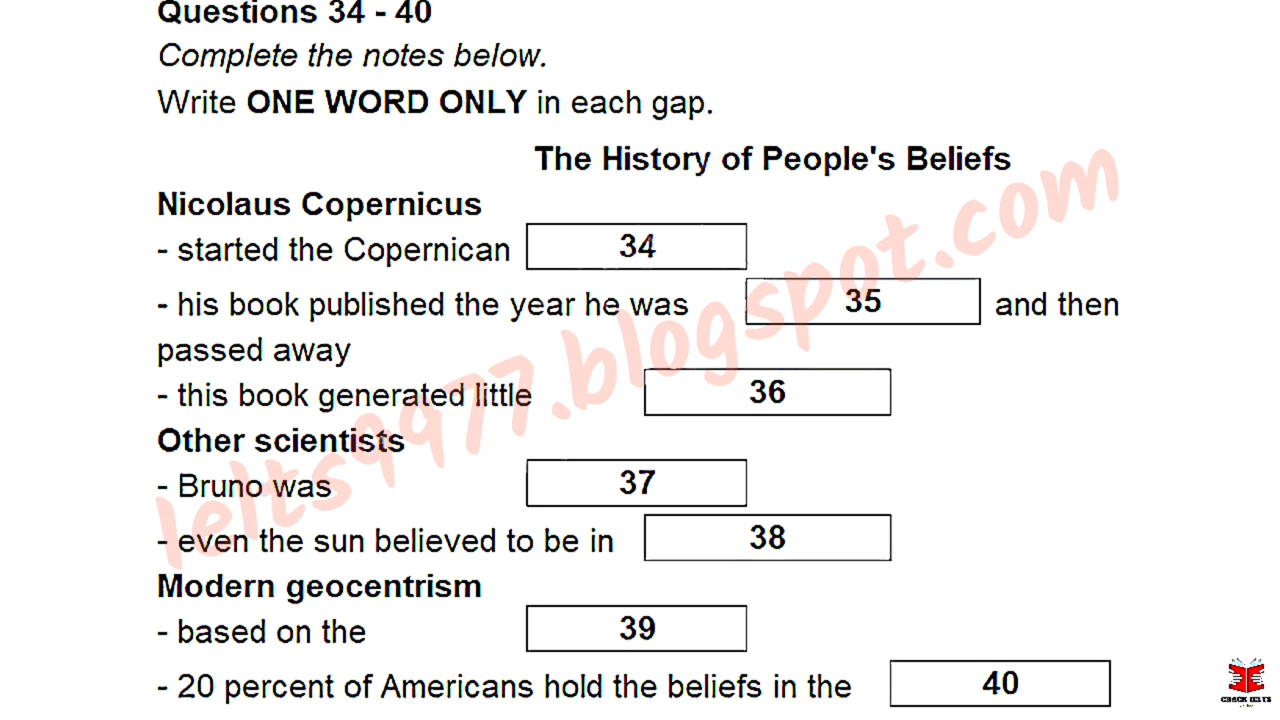 Questions 34 - 40
Complete the notes below.
Write ONE WORD ONLY in each gap.
The History of People's Beliefs
Nicolaus Copernicus
- started the Copernican 34
- his book published the year he was 35 and then
passed away
- this book generated little 36
Other scientists
- Bruno was 37
- even the sun believed to be in 38
Modern geocentrism
- based on the 39
- 20 percent of Americans hold the beliefs in the 40
Ielts9977.blogspot.com
CRACK IELTS